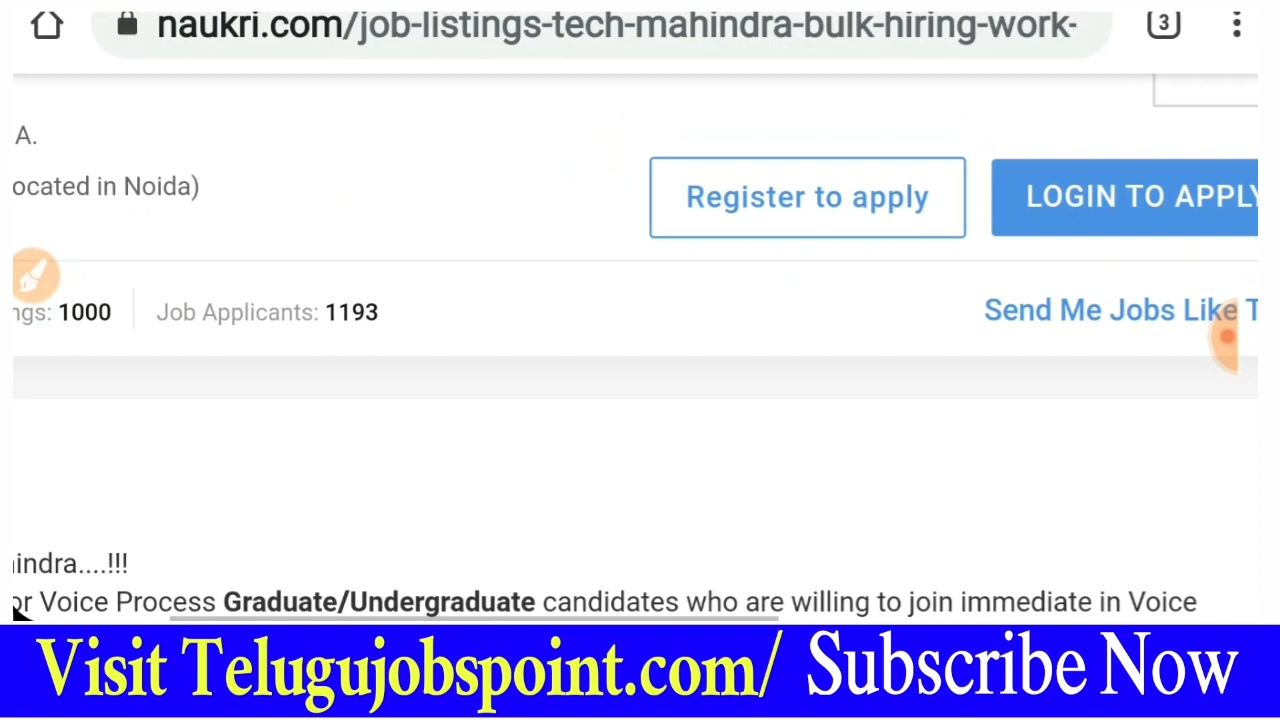 naukri.com/job-listings-tech-mahindra-bulk-hiring-work-
3
A.
ocated in Noida)
Register to apply
LOGIN TO APPLY
ngs: 1000
Job Applicants: 1193
Send Me Jobs Like T
indra....!!!
or Voice Process Graduate/Undergraduate candidates who are willing to join immediate in Voice
Visit Telugujobspoint.com/ Subscribe Now